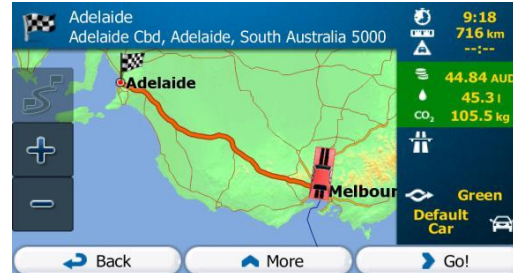 Adelaide
Adelaide Cbd, Adelaide, South Australia 5000
9:18
716 km
--:--
44.84 AUD
45.3 l
CO₂ 105.5 kg
Adelaide
Melbour
Green
Default
Car
Back
More
Go!